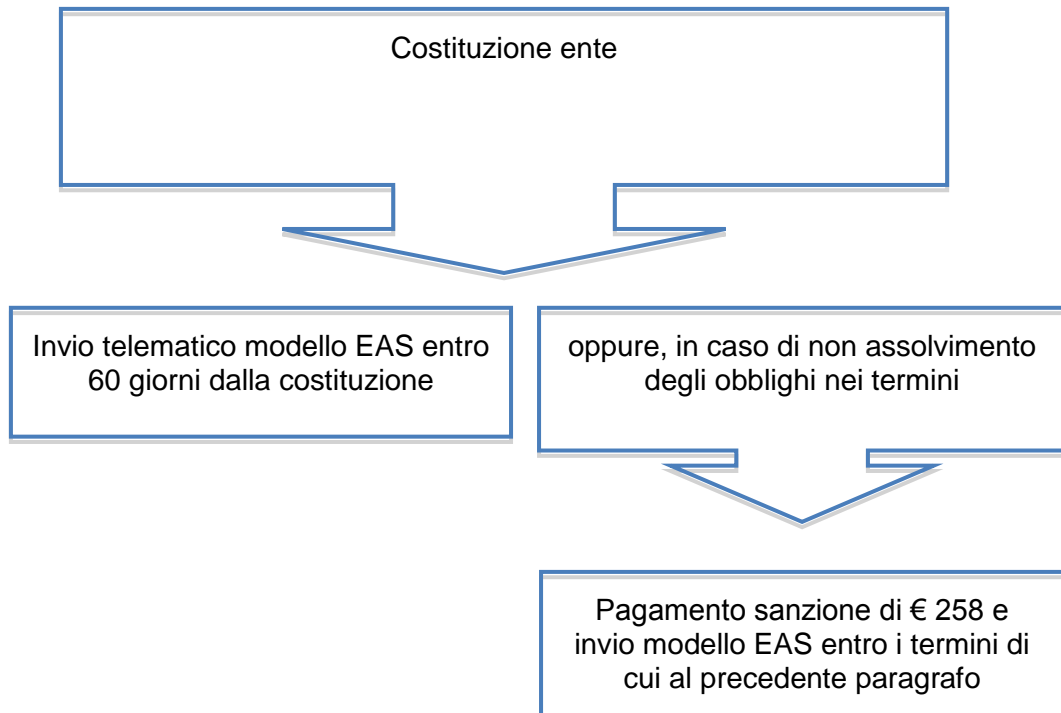 Costituzione ente
Invio telematico modello EAS entro
60 giorni dalla costituzione
oppure, in caso di non assolvimento
degli obblighi nei termini
Pagamento sanzione di € 258 e
invio modello EAS entro i termini di
cui al precedente paragrafo